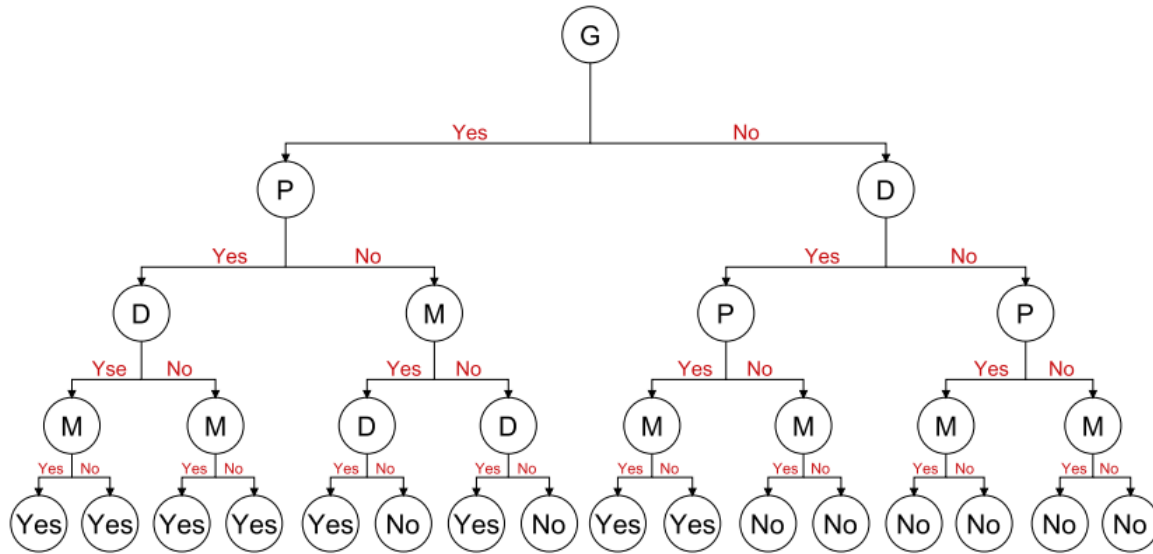 G
Yes No
P D
Yes No Yes No
D M P P
Yse No Yes No Yes No Yes No
M M D D M M M M
Yes No Yes No Yes No Yes No Yes No Yes No Yes No Yes No
Yes Yes Yes Yes Yes No Yes No Yes Yes No No No No No No